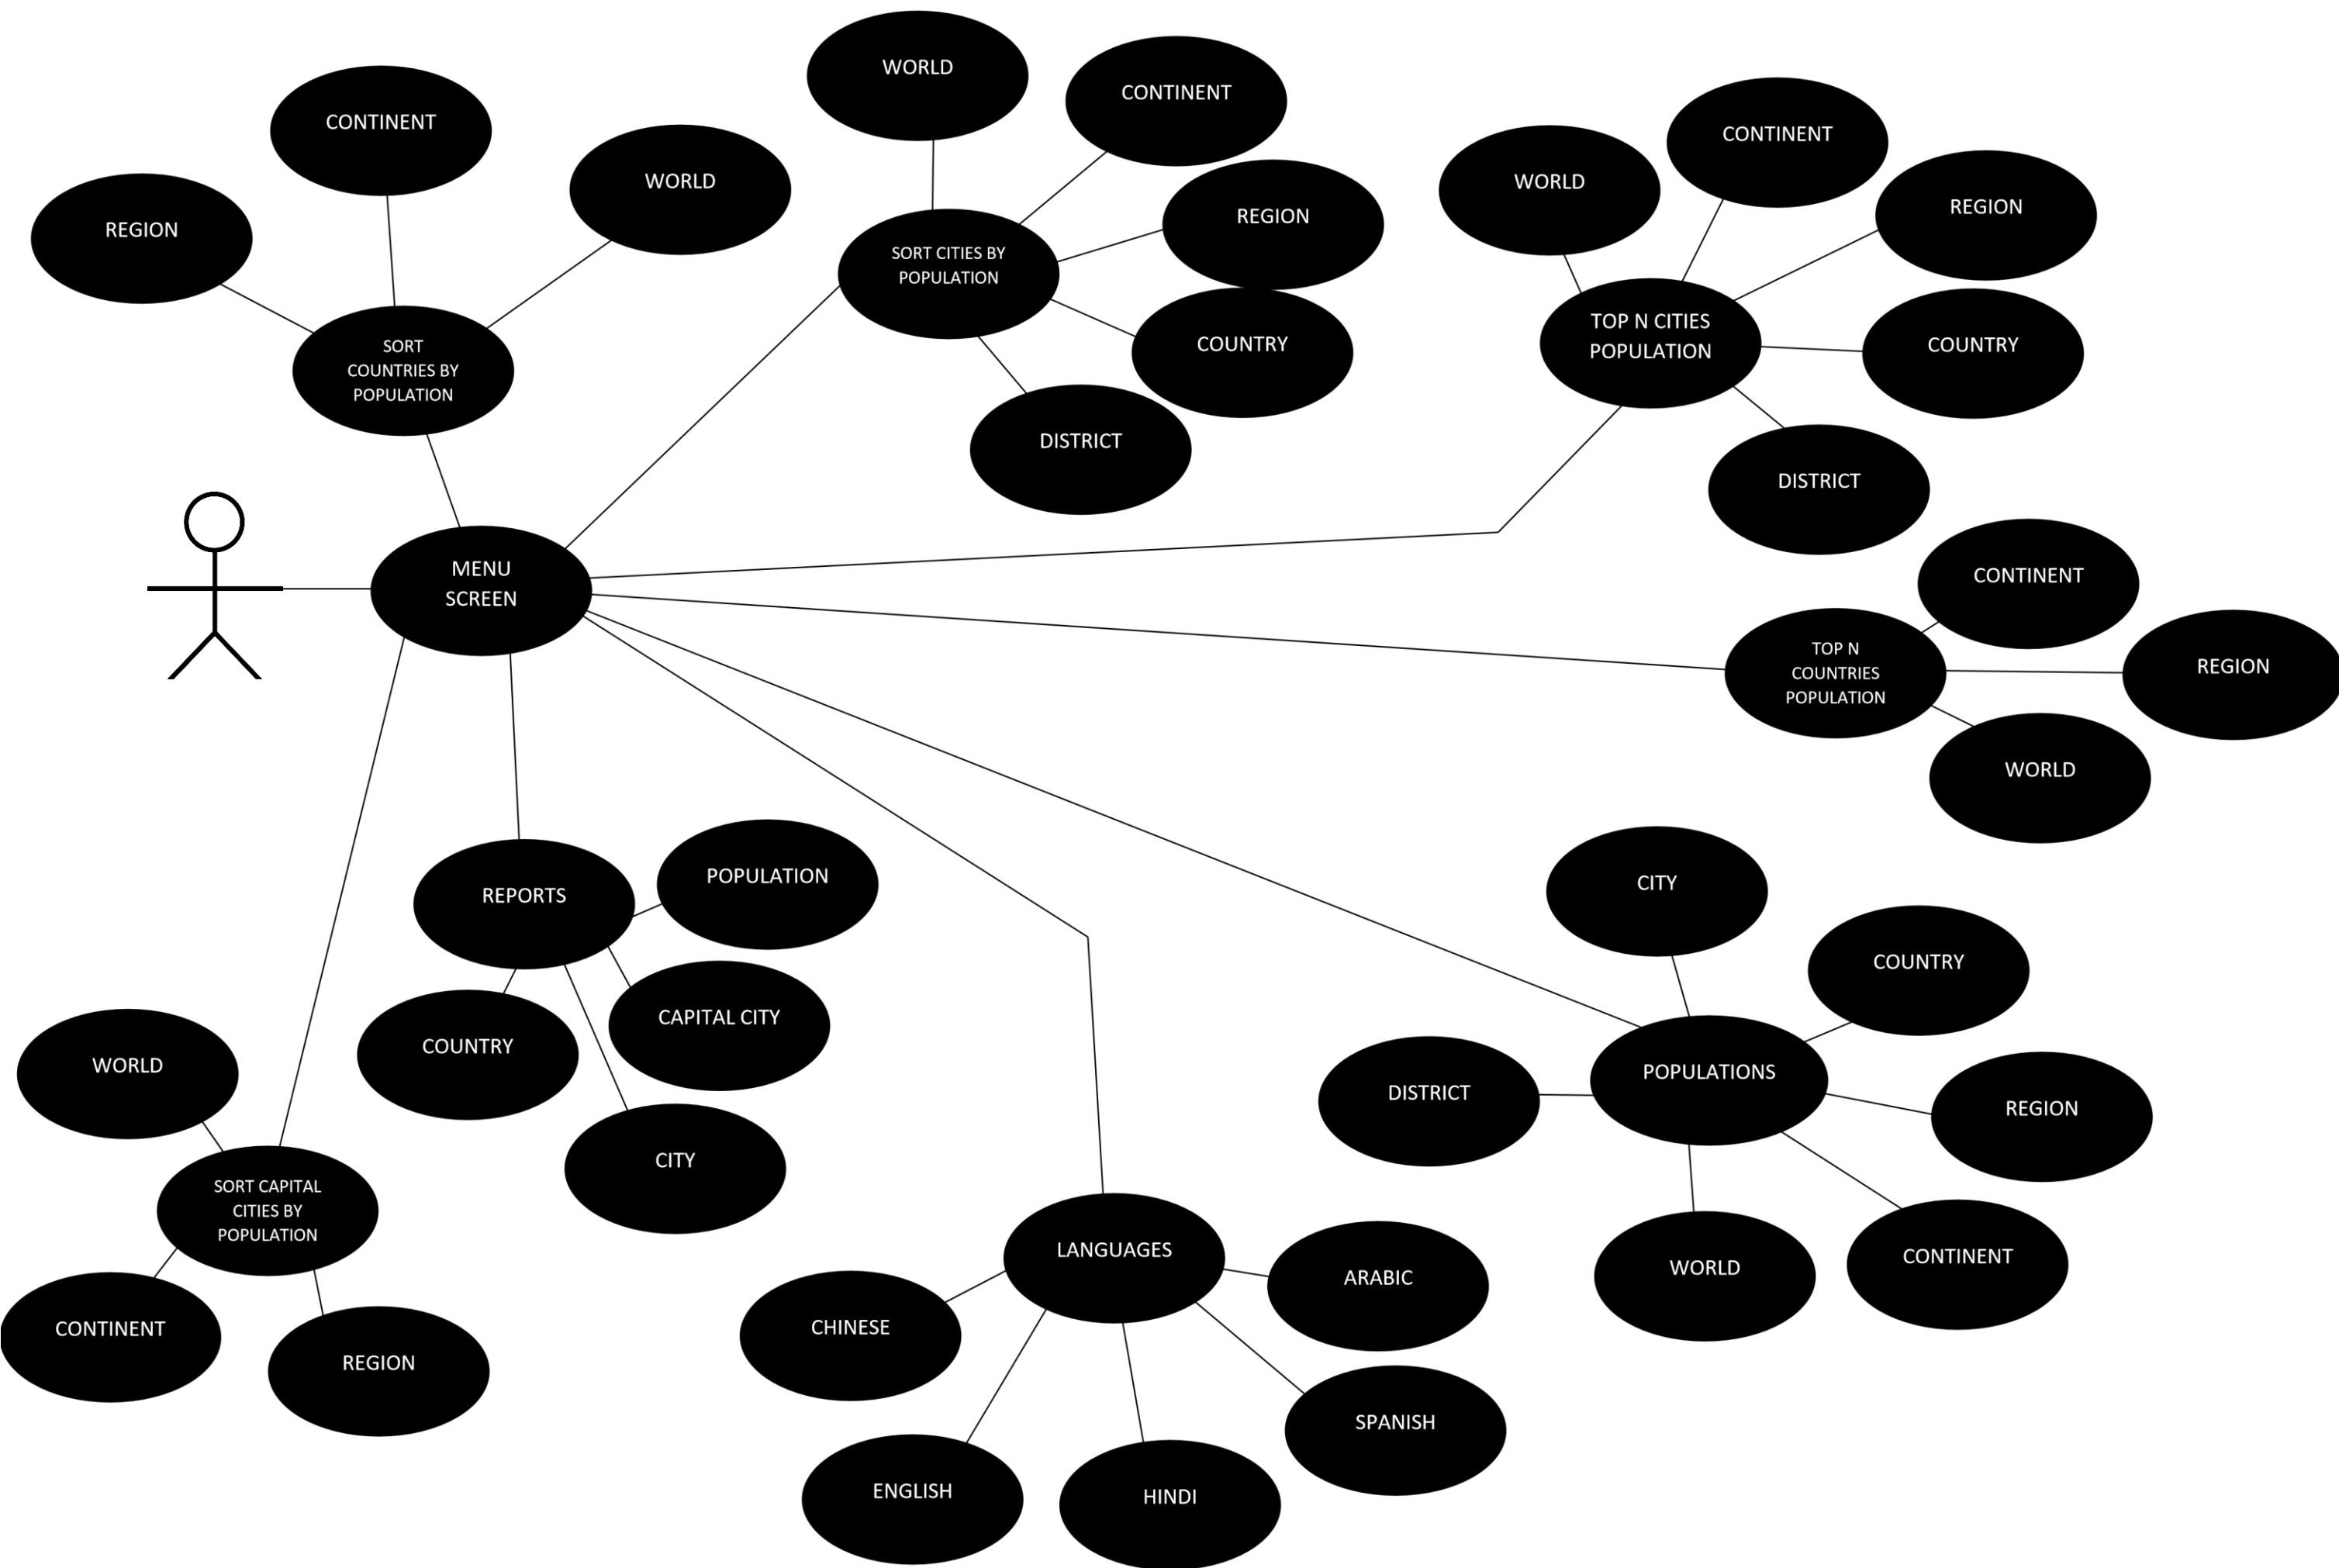 WORLD
CONTINENT
CONTINENT
WORLD
REGION
REGION
SORT CITIES BY
POPULATION
COUNTRY
DISTRICT
SORT
COUNTRIES BY
POPULATION
WORLD
CONTINENT
REGION
TOP N CITIES
POPULATION
COUNTRY
DISTRICT
MENU
SCREEN
CONTINENT
TOP N
COUNTRIES
POPULATION
REGION
WORLD
REPORTS
POPULATION
CAPITAL CITY
COUNTRY
CITY
CITY
COUNTRY
DISTRICT
POPULATIONS
REGION
WORLD
CONTINENT
WORLD
SORT CAPITAL
CITIES BY
POPULATION
CONTINENT
REGION
LANGUAGES
ARABIC
CHINESE
SPANISH
ENGLISH
HINDI